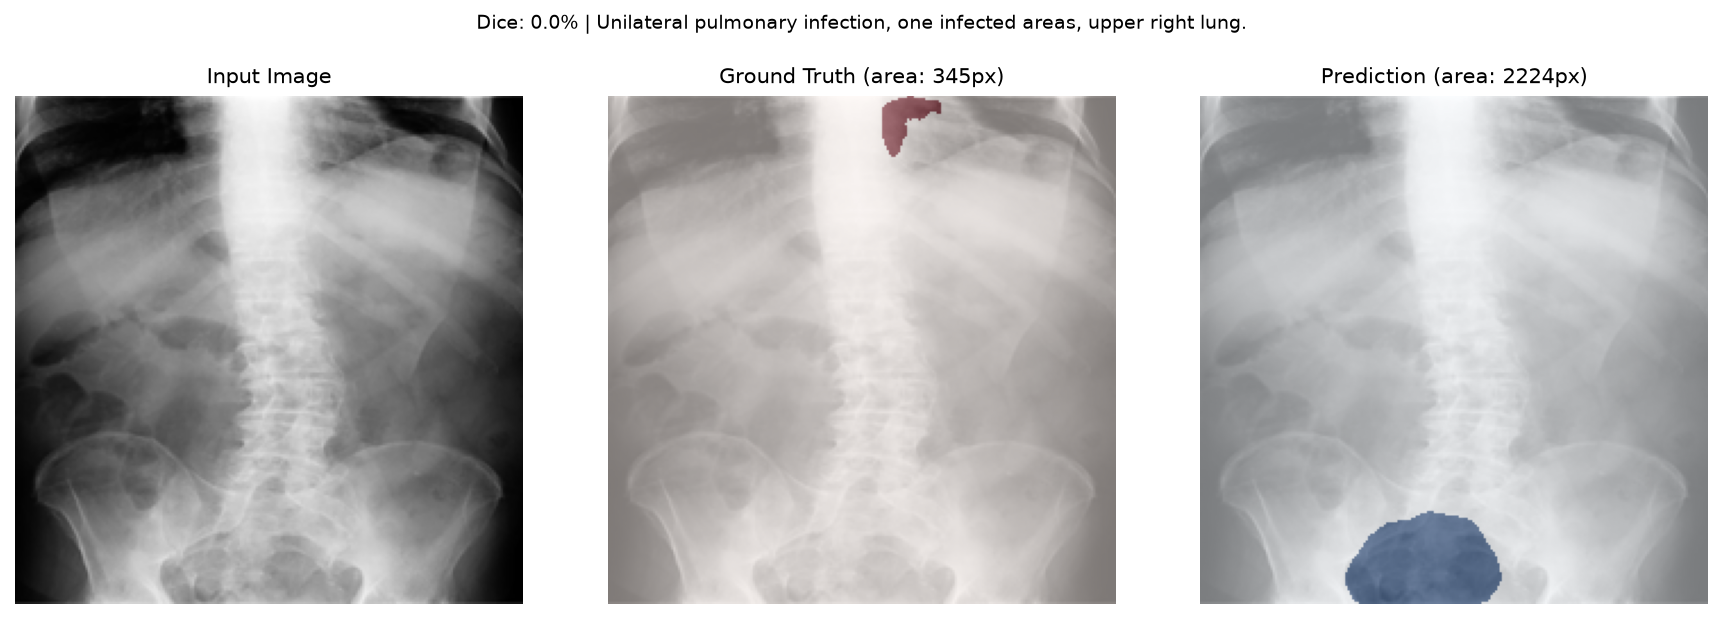 Dice: 0.0% | Unilateral pulmonary infection, one infected areas, upper right lung.
Input Image
Ground Truth (area: 345px)
Prediction (area: 2224px)